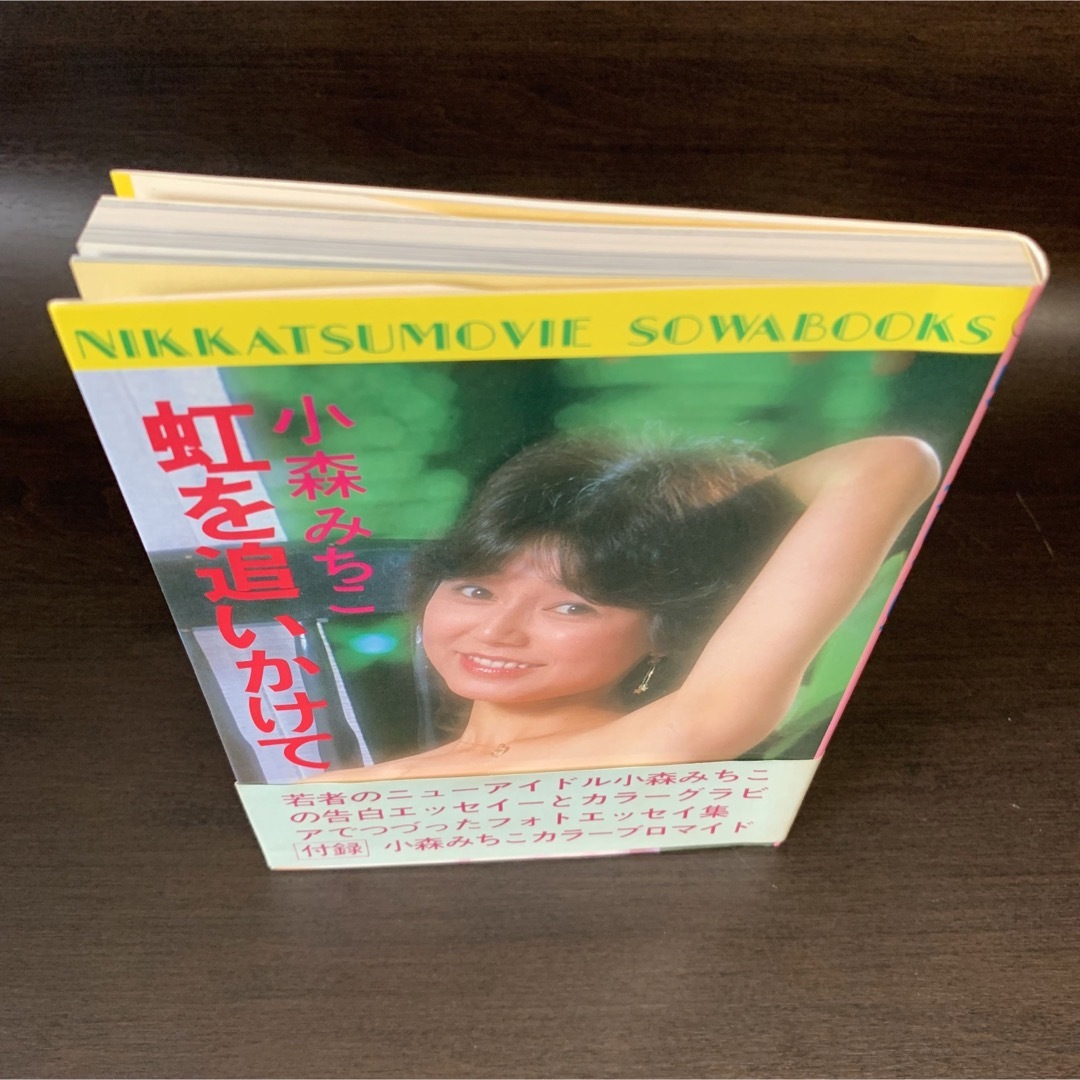 NIKKATSUMOVIE SOWABOOKS
小森みちこ
虹を追いかけて
若者のニューアイドル小森みちこ
の告白エッセイーとカラーグラビ
アでつづったフォトエッセイ集
付録 小森みちこカラーブロマイド